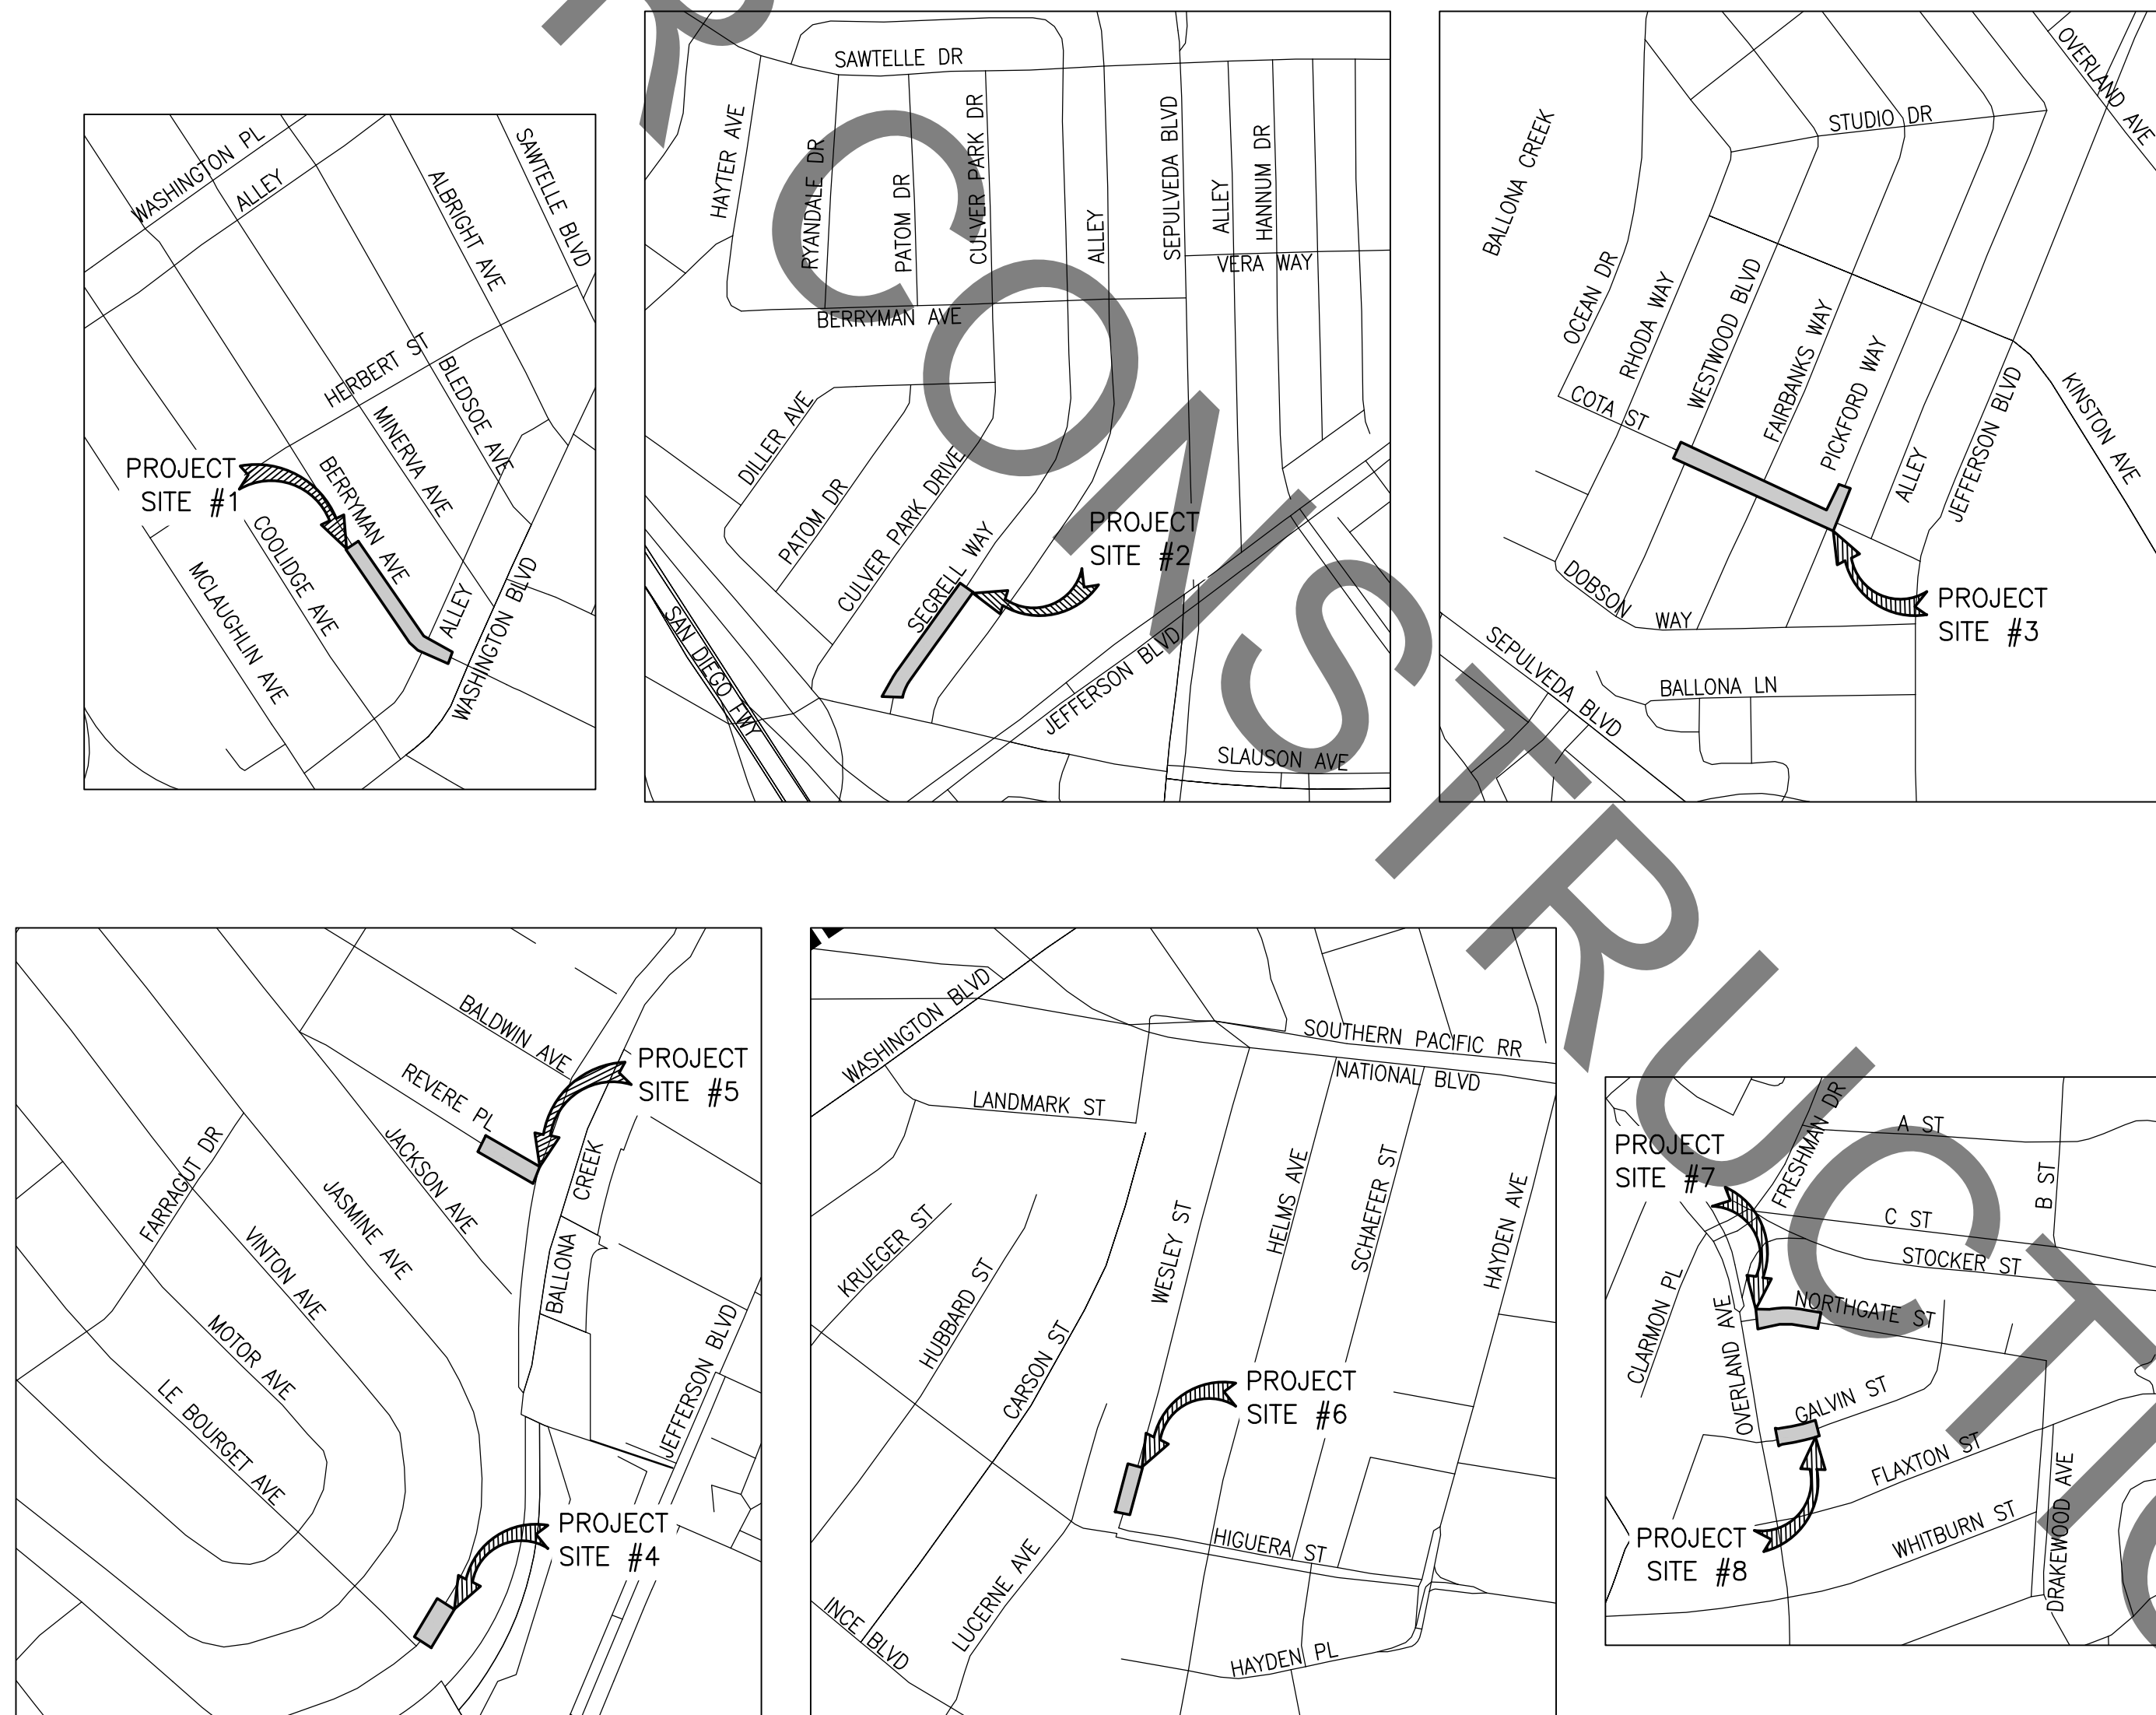 WASHINGTON PL
ALLEY
ALBRIGHT AVE
SAWTELLE BLVD
HERBERT ST
BLEDSOE AVE
MINERVA AVE
BERRYMAN AVE
PROJECT
SITE #1
COOLIDGE AVE
MCLAUGHLIN AVE
ALLEY
WASHINGTON BLVD
SAWTELLE DR
HAYTER AVE
RYANDALE DR
PATOM DR
CULVER PARK DR
ALLEY
SEPULVEDA BLVD
ALLEY
HANNUM DR
VERA WAY
BERRYMAN AVE
DILLER AVE
PATOM DR
CULVER PARK DRIVE
SEGRELL WAY
PROJECT
SITE #2
SAN DIEGO FWY
JEFFERSON BLVD
SLAUSON AVE
OVERLAND AVE
STUDIO DR
BALLONA CREEK
OCEAN DR
RHODA WAY
WESTWOOD BLVD
FAIRBANKS WAY
PICKFORD WAY
ALLEY
JEFFERSON BLVD
KINSTON AVE
COTA ST
DOBSON WAY
PROJECT
SITE #3
SEPULVEDA BLVD
BALLONA LN
BALDWIN AVE
PROJECT
SITE #5
REVERE PL
JACKSON AVE
FARRAGUT DR
JASMINE AVE
VINTON AVE
MOTOR AVE
LE BOURGET AVE
BALLONA CREEK
JEFFERSON BLVD
PROJECT
SITE #4
WASHINGTON BLVD
SOUTHERN PACIFIC RR
NATIONAL BLVD
LANDMARK ST
KRUEGER ST
HUBBARD ST
CARSON ST
WESLEY ST
HELMS AVE
SCHAEFER ST
HAYDEN AVE
PROJECT
SITE #6
HIGUERA ST
LUCERNE AVE
INCE BLVD
HAYDEN PL
FRESHMAN DR
A ST
PROJECT
SITE #7
B ST
C ST
STOCKER ST
CLARMON PL
NORTHGATE ST
OVERLAND AVE
GALVIN ST
FLAXTON ST
PROJECT
SITE #8
WHITBURN ST
DRAKEWOOD AVE
R CONSTRUCTIO